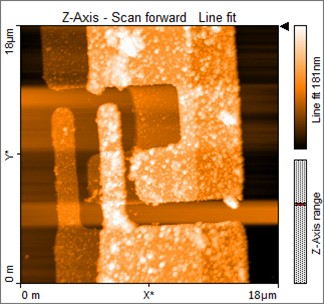 Z-Axis - Scan forward Line fit
18µm
Y*
0 m
0 m
X*
18µm
Line fit 181nm
Z-Axis range